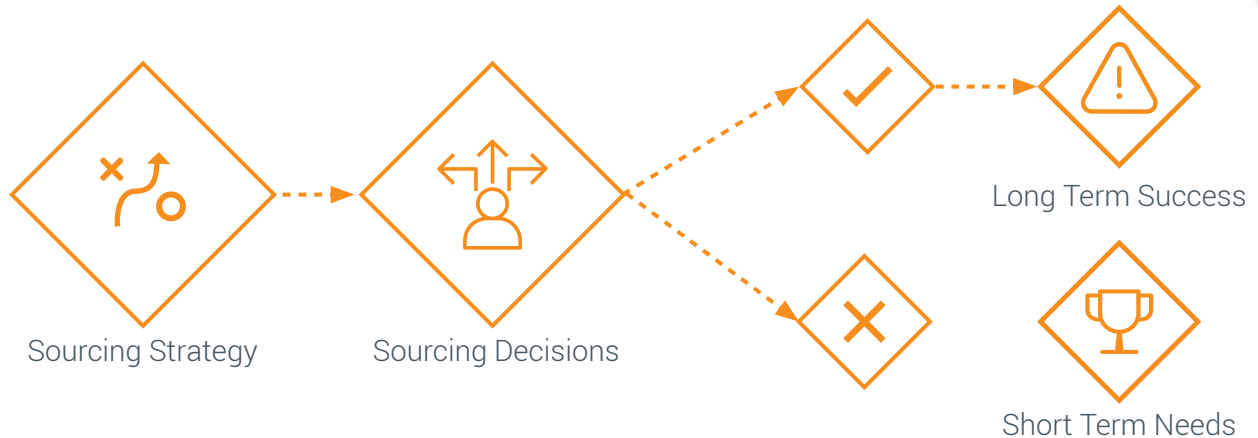 Long Term Success
Sourcing Strategy
Sourcing Decisions
Short Term Needs